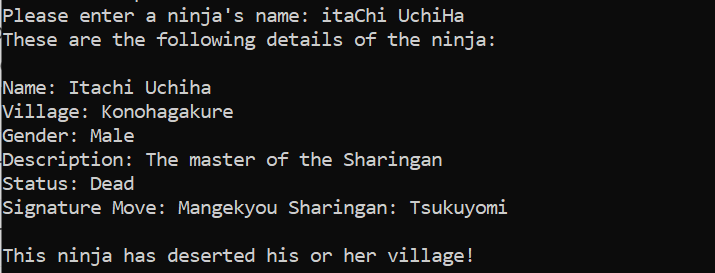 Please enter a ninja's name: itaChi UchiHa
These are the following details of the ninja:
Name: Itachi Uchiha
Village: Konohagakure
Gender: Male
Description: The master of the Sharingan
Status: Dead
Signature Move: Mangekyou Sharingan: Tsukuyomi
This ninja has deserted his or her village!